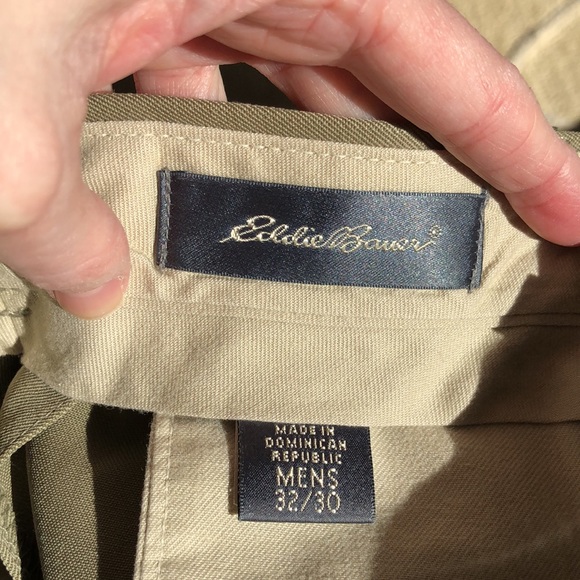 Eddie Bauer®
MADE IN
DOMINICAN
REPUBLIC
MENS
32/30